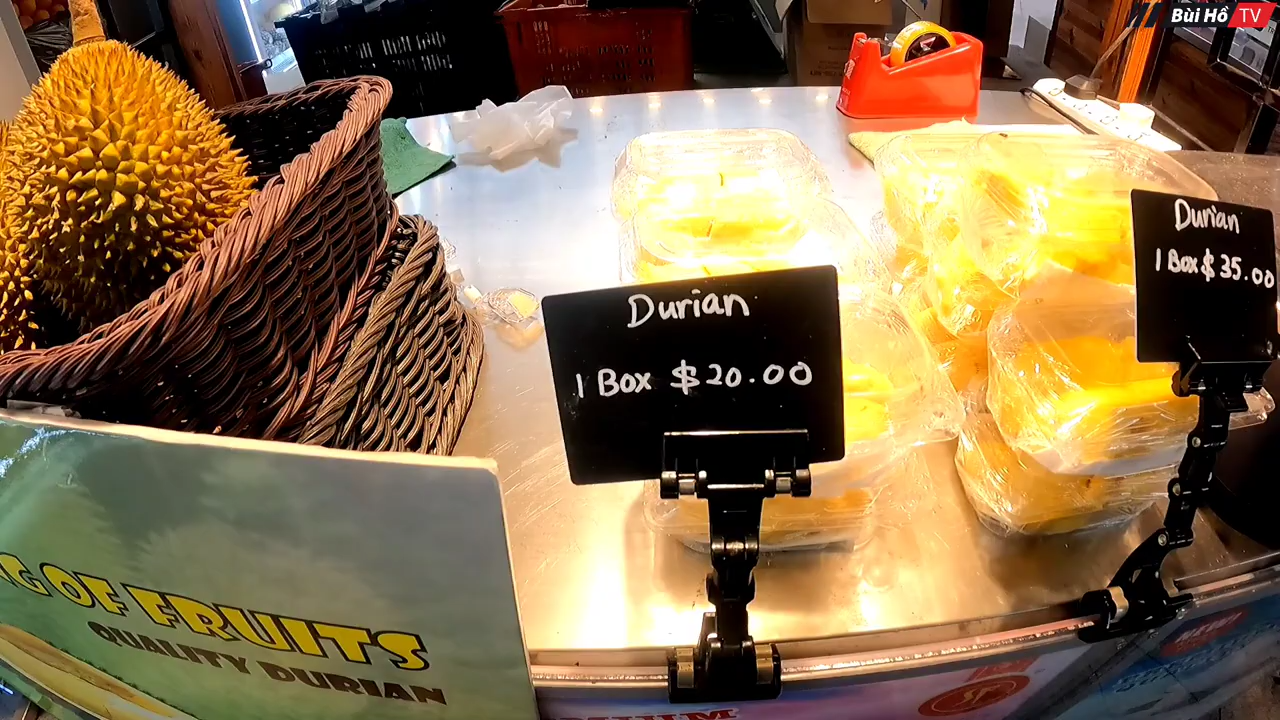 Bùi Hồ TV
Durian
1 Box $ 20.00
Durian
1 Box $ 35.00
G OF FRUITS
QUALITY DURIAN